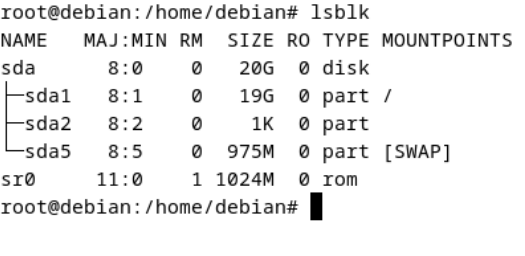 root@debian:/home/debian# lsblk
NAME   MAJ:MIN RM  SIZE RO TYPE MOUNTPOINTS
sda      8:0    0   20G  0 disk
├─sda1   8:1    0   19G  0 part /
├─sda2   8:2    0    1K  0 part
└─sda5   8:5    0  975M  0 part [SWAP]
sr0     11:0    1 1024M  0 rom
root@debian:/home/debian#